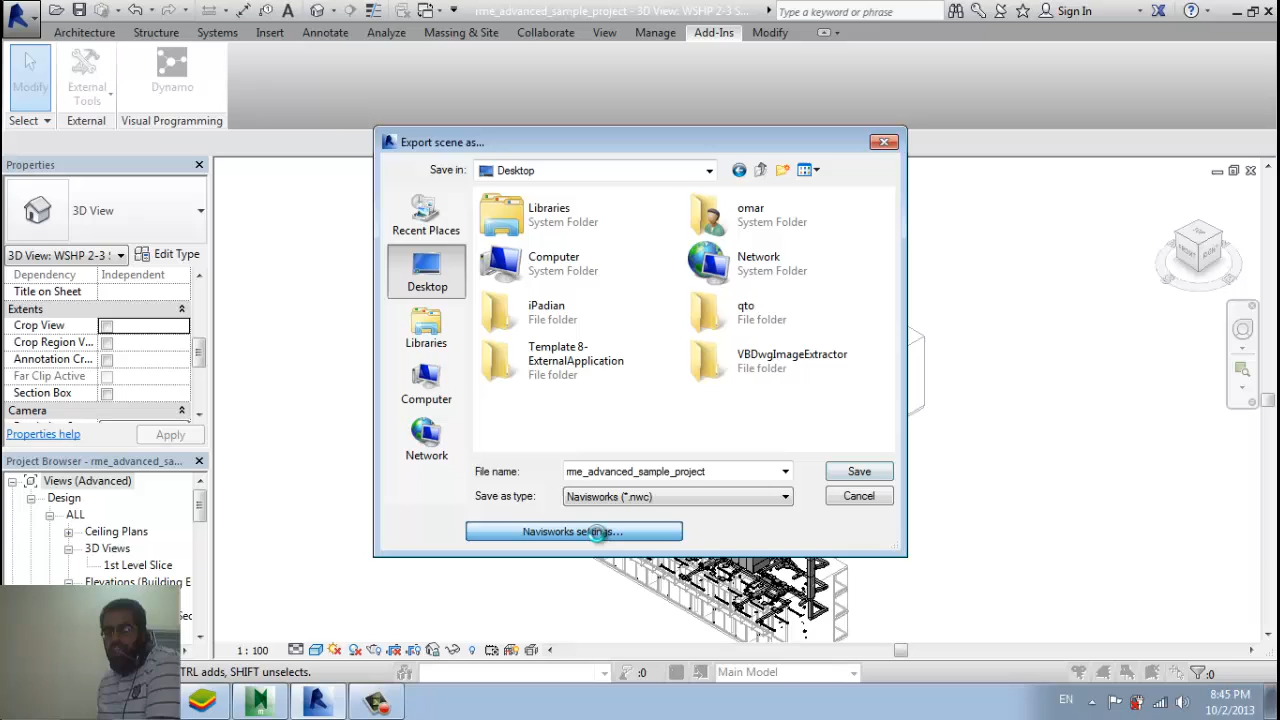 rme_advanced_sample_project - 3D View: WSHP 2-3 S...
Type a keyword or phrase
Sign In
Architecture Structure Systems Insert Annotate Analyze Massing & Site Collaborate View Manage Add-Ins Modify
Modify
External
Tools
Dynamo
Select
External
Visual Programming
Properties
3D View
3D View: WSHP 2-3 S
Edit Type
Dependency Independent
Title on Sheet
Extents
Crop View
Crop Region V...
Annotation Cr...
Far Clip Active
Section Box
Camera
Properties help
Apply
Project Browser - rme_advanced_sa...
Views (Advanced)
Design
ALL
Ceiling Plans
3D Views
1st Level Slice
Elevations (Building E
Export scene as...
Save in:
Desktop
Recent Places
Desktop
Libraries
Computer
Network
Libraries
System Folder
omar
System Folder
Computer
System Folder
Network
System Folder
iPadian
File folder
qto
File folder
Template 8-
ExternalApplication
File folder
VBDwgImageExtractor
File folder
File name:
rme_advanced_sample_project
Save
Save as type:
Navisworks (*.nwc)
Cancel
Navisworks settings...
1 : 100
TRL adds, SHIFT unselects.
:0
Main Model
:0
EN
8:45 PM
10/2/2013